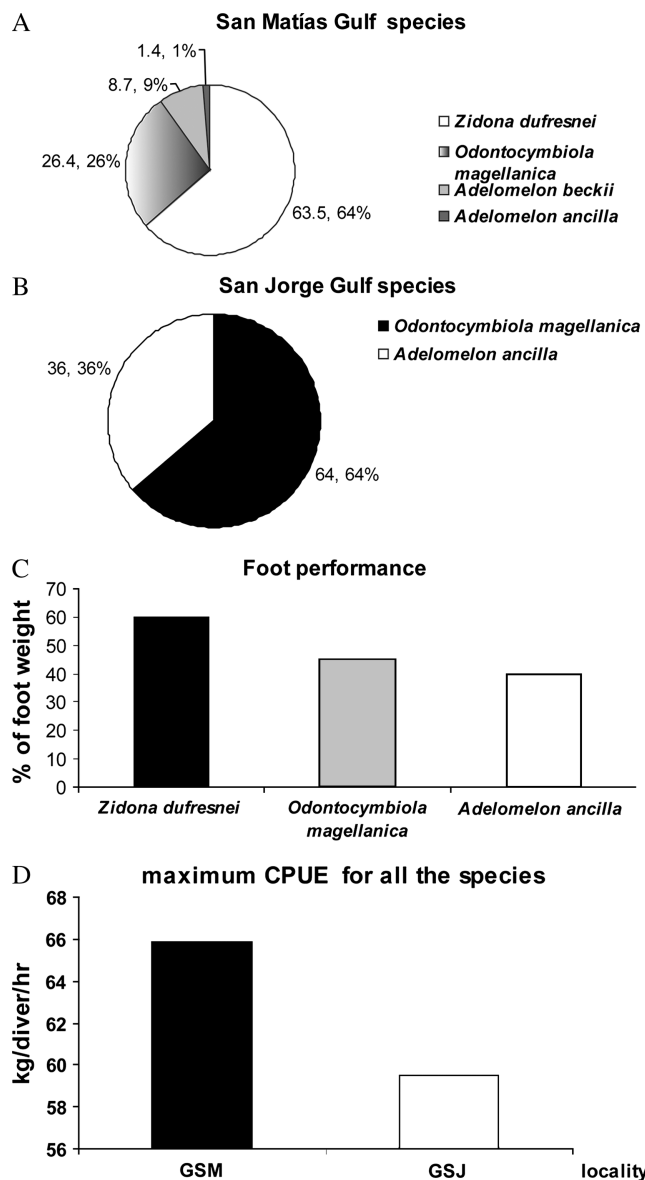 A
San Matías Gulf species
1.4, 1%
8.7, 9%
26.4, 26%
63.5, 64%
Zidona dufresnei
Odontocymbiola
magellanica
Adelomelon beckii
Adelomelon ancilla
B
San Jorge Gulf species
36, 36%
64, 64%
Odontocymbiola magellanica
Adelomelon ancilla
C
Foot performance
% of foot weight
70
60
50
40
30
20
10
0
Zidona dufresnei
Odontocymbiola
magellanica
Adelomelon ancilla
D
maximum CPUE for all the species
kg/diver/hr
68
66
64
62
60
58
56
GSM
GSJ
locality